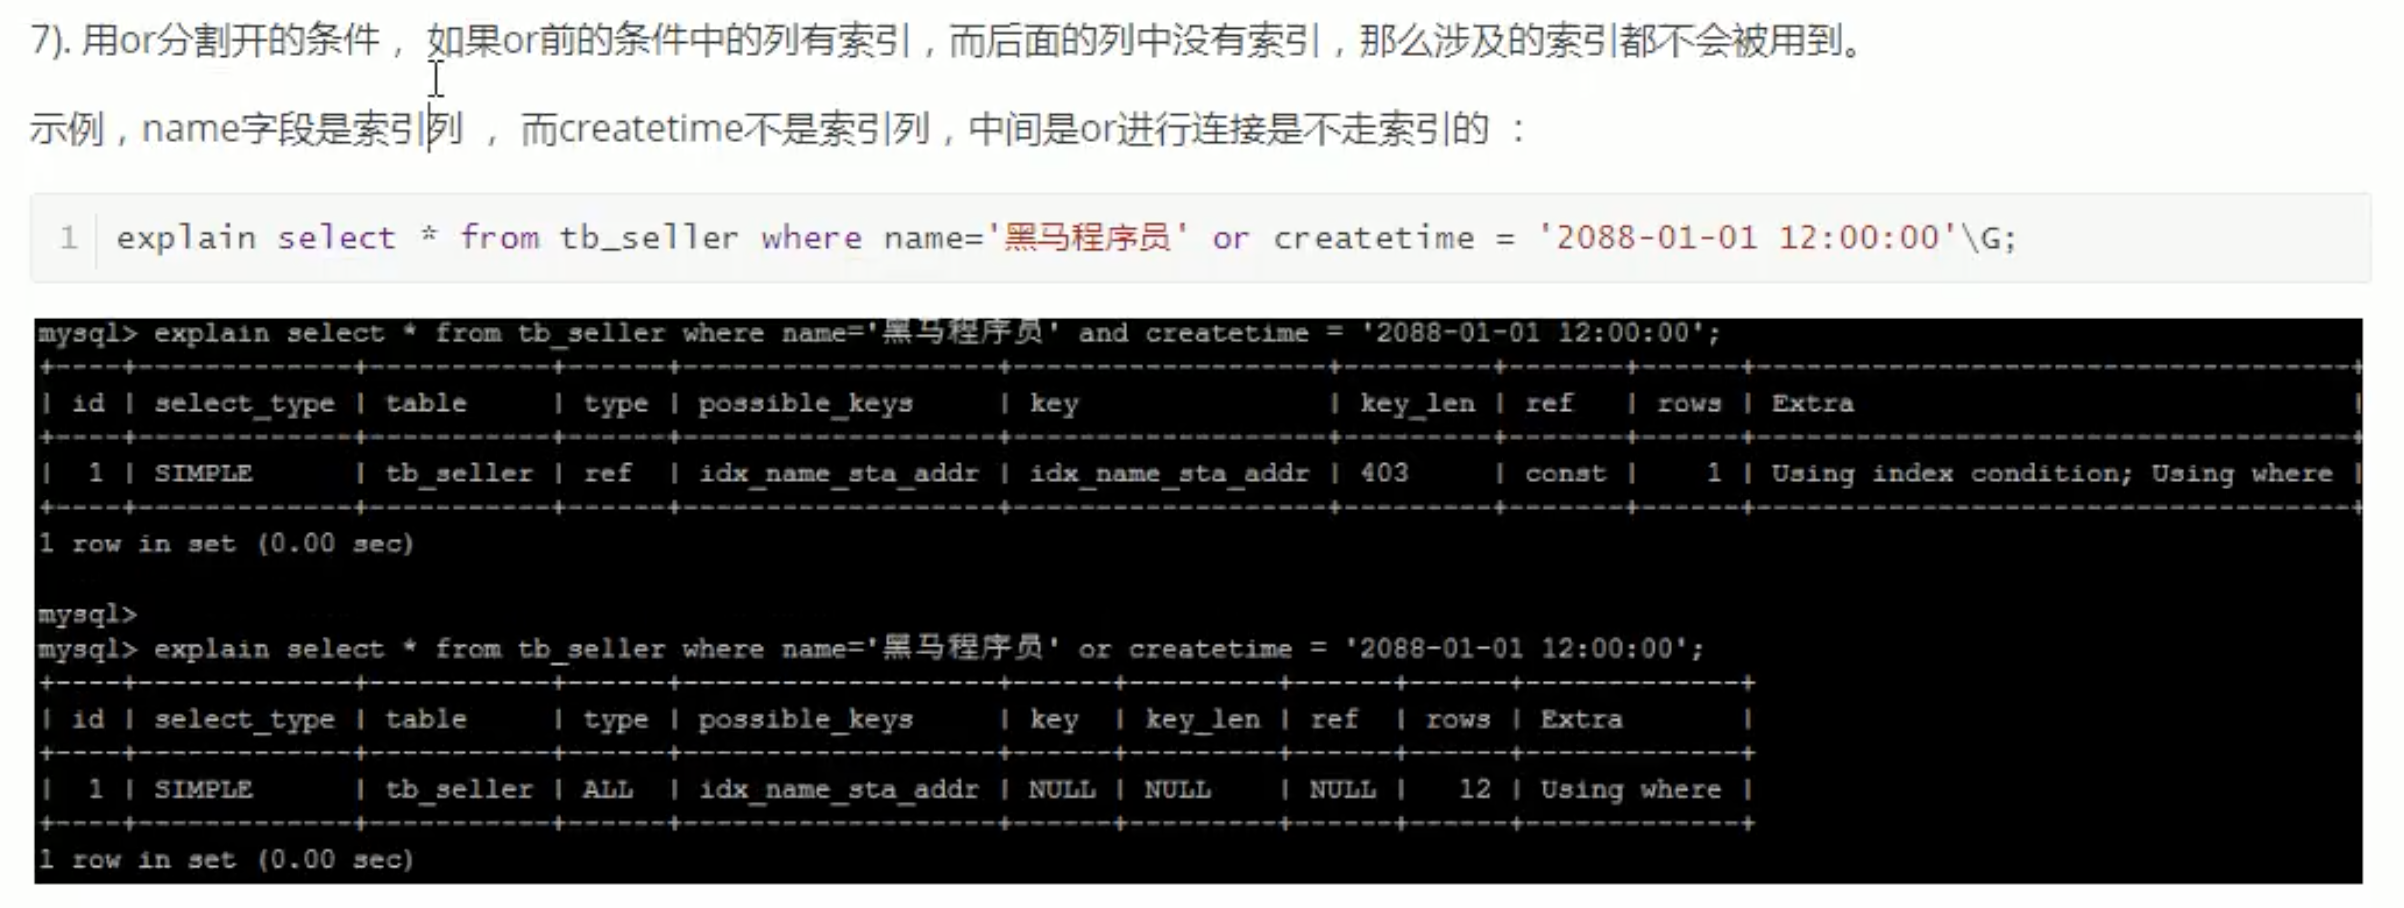 7). 用or分割开的条件， 如果or前的条件中的列有索引，而后面的列中没有索引，那么涉及的索引都不会被用到。
示例，name字段是索引列 ， 而createtime不是索引列，中间是or进行连接是不走索引的 ：
1 explain select * from tb_seller where name='黑马程序员' or createtime = '2088-01-01 12:00:00'\G;
mysql> explain select * from tb_seller where name='黑马程序员' and createtime = '2088-01-01 12:00:00';
+----+-------------+-----------+------+-------------------+-------------------+---------+-------+------+------------------------------------+
| id | select_type | table     | type | possible_keys     | key               | key_len | ref   | rows | Extra                              |
+----+-------------+-----------+------+-------------------+-------------------+---------+-------+------+------------------------------------+
|  1 | SIMPLE      | tb_seller | ref  | idx_name_sta_addr | idx_name_sta_addr | 403     | const |    1 | Using index condition; Using where |
+----+-------------+-----------+------+-------------------+-------------------+---------+-------+------+------------------------------------+
1 row in set (0.00 sec)
mysql>
mysql> explain select * from tb_seller where name='黑马程序员' or createtime = '2088-01-01 12:00:00';
+----+-------------+-----------+------+-------------------+------+---------+------+------+-------------+
| id | select_type | table     | type | possible_keys     | key  | key_len | ref  | rows | Extra       |
+----+-------------+-----------+------+-------------------+------+---------+------+------+-------------+
|  1 | SIMPLE      | tb_seller | ALL  | idx_name_sta_addr | NULL | NULL    | NULL |   12 | Using where |
+----+-------------+-----------+------+-------------------+------+---------+------+------+-------------+
1 row in set (0.00 sec)